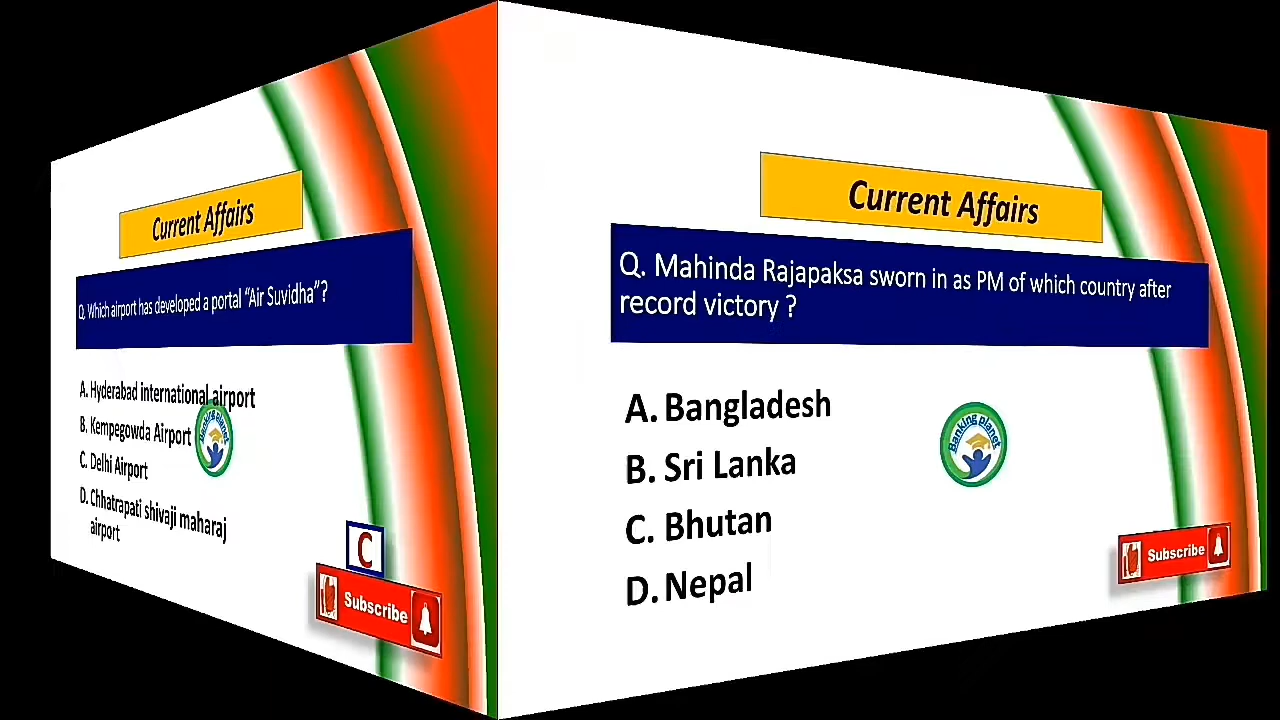 Current Affairs
Q. Which airport has developed a portal “Air Suvidha”?
A. Hyderabad international airport
B. Kempegowda Airport
C. Delhi Airport
D. Chhatrapati shivaji maharaj
airport
Banking planet
C
Subscribe
Current Affairs
Q. Mahinda Rajapaksa sworn in as PM of which country after
record victory ?
A. Bangladesh
B. Sri Lanka
C. Bhutan
D. Nepal
Banking planet
Subscribe